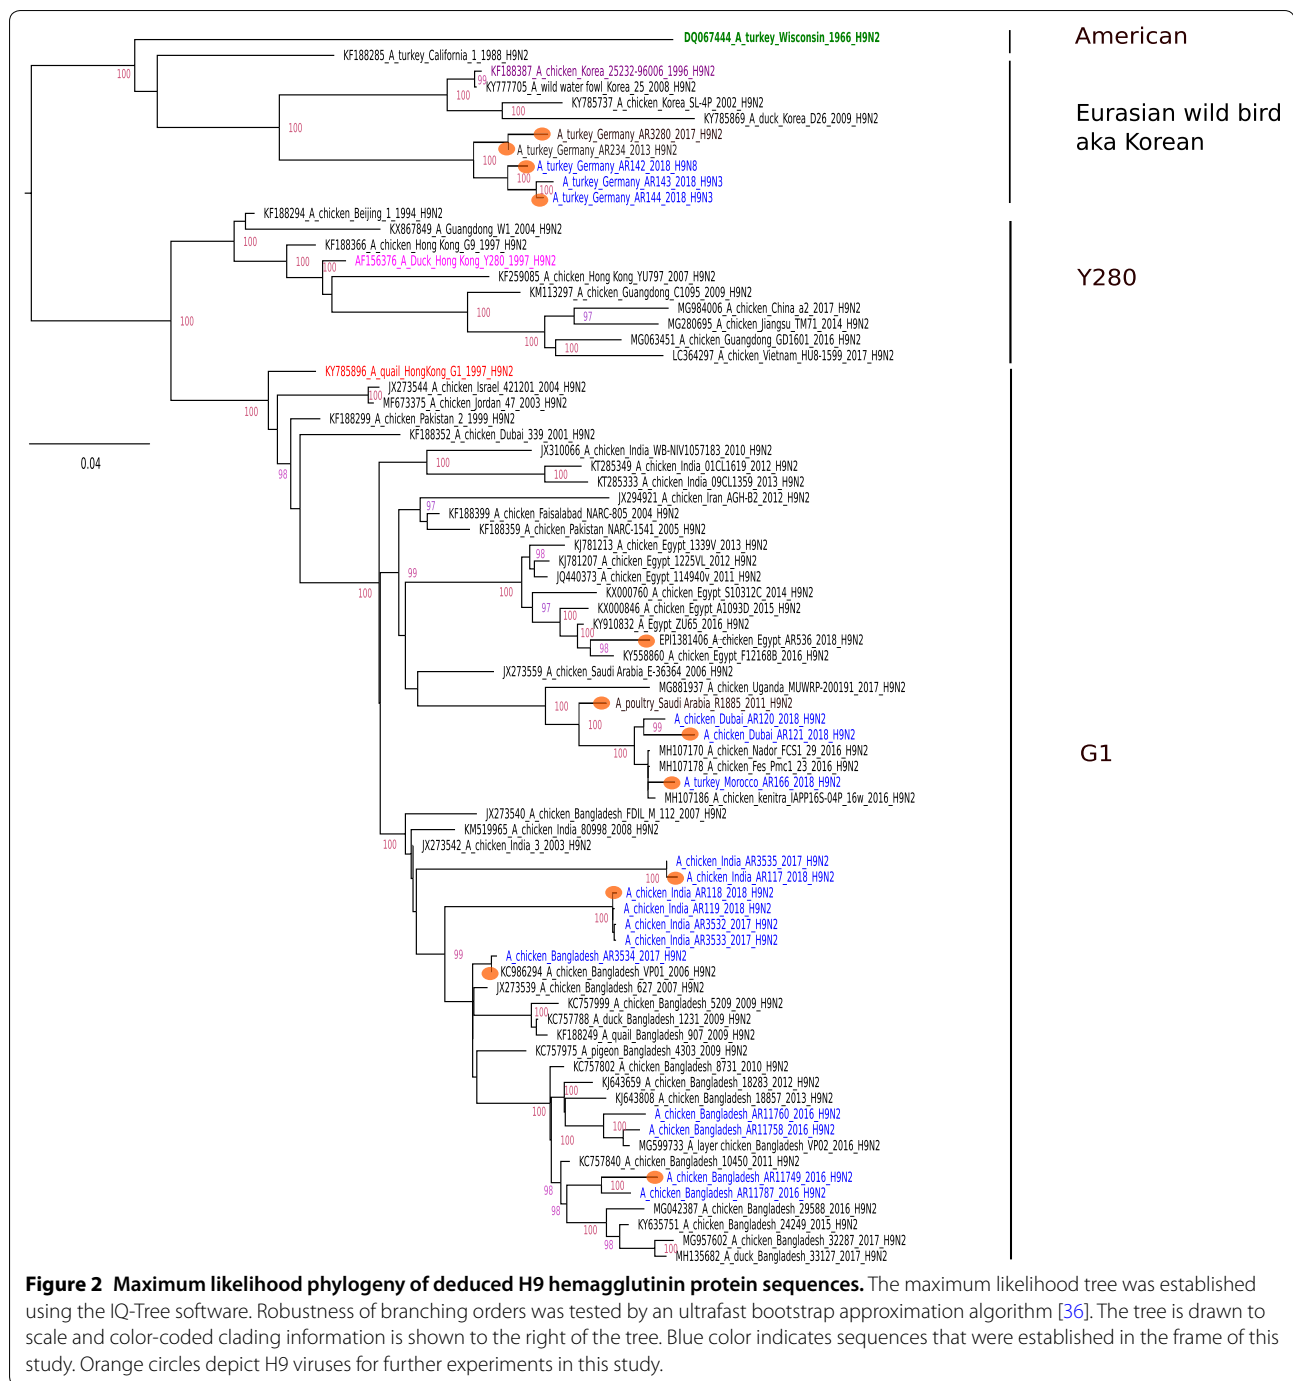 DQ067444_A_turkey_Wisconsin_1966_H9N2
American
KF188285_A_turkey_California_1_1988_H9N2
100
KF188387_A_chicken_Korea_25232-96006_1996_H9N2
99
KY777705_A_wild water fowl_Korea_25_2008_H9N2
100
KY785737_A_chicken_Korea_SL-4P_2002_H9N2
100
KY785869_A_duck_Korea_D26_2009_H9N2
Eurasian wild bird
aka Korean
100
A_turkey_Germany_AR3280_2017_H9N2
A_turkey_Germany_AR234_2013_H9N2
100
A_turkey_Germany_AR142_2018_H9N8
100
A_turkey_Germany_AR143_2018_H9N3
100
A_turkey_Germany_AR144_2018_H9N3
KF188294_A_chicken_Beijing_1_1994_H9N2
KX867849_A_Guangdong_W1_2004_H9N2
100
KF188366_A_chicken_Hong Kong_G9_1997_H9N2
100
AF156376_A_Duck_Hong Kong_Y280_1997_H9N2
100
KF259085_A_chicken_Hong Kong_YU797_2007_H9N2
Y280
KM113297_A_chicken_Guangdong_C1095_2009_H9N2
100
MG984006_A_chicken_China_a2_2017_H9N2
97
MG280695_A_chicken_Jiangsu_TM71_2014_H9N2
100
MG063451_A_chicken_Guangdong_GD1601_2016_H9N2
100
LC364297_A_chicken_Vietnam_HU8-1599_2017_H9N2
100
KY785896_A_quail_HongKong_G1_1997_H9N2
JX273544_A_chicken_Israel_421201_2004_H9N2
100
MF673375_A_chicken_Jordan_47_2003_H9N2
100
KF188299_A_chicken_Pakistan_2_1999_H9N2
KF188352_A_chicken_Dubai_339_2001_H9N2
0.04
98
JX310066_A_chicken_India_WB-NIV1057183_2010_H9N2
100
KT285349_A_chicken_India_01CL1619_2012_H9N2
100
KT285333_A_chicken_India_09CL1359_2013_H9N2
JX294921_A_chicken_Iran_AGH-B2_2012_H9N2
97
KF188399_A_chicken_Faisalabad_NARC-805_2004_H9N2
KF188359_A_chicken_Pakistan_NARC-1541_2005_H9N2
KJ781213_A_chicken_Egypt_1339V_2013_H9N2
98
KJ781207_A_chicken_Egypt_1225VL_2012_H9N2
99
JQ440373_A_chicken_Egypt_114940v_2011_H9N2
100
100
KX000760_A_chicken_Egypt_S10312C_2014_H9N2
97
KX000846_A_chicken_Egypt_A1093D_2015_H9N2
100
KY910832_A_Egypt_ZU65_2016_H9N2
100
EPI1381406_A_chicken_Egypt_AR536_2018_H9N2
98
KY558860_A_chicken_Egypt_F12168B_2016_H9N2
JX273559_A_chicken_Saudi Arabia_E-36364_2006_H9N2
MG881937_A_chicken_Uganda_MUWRP-200191_2017_H9N2
100
A_poultry_Saudi Arabia_R1885_2011_H9N2
100
A_chicken_Dubai_AR120_2018_H9N2
99
A_chicken_Dubai_AR121_2018_H9N2
100
MH107170_A_chicken_Nador_FCS1_29_2016_H9N2
G1
MH107178_A_chicken_Fes_Pmc1_23_2016_H9N2
A_turkey_Morocco_AR166_2018_H9N2
MH107186_A_chicken_kenitra_IAPP16S-04P_16w_2016_H9N2
JX273540_A_chicken_Bangladesh_FDIL_M_112_2007_H9N2
KM519965_A_chicken_India_80998_2008_H9N2
100
JX273542_A_chicken_India_3_2003_H9N2
A_chicken_India_AR3535_2017_H9N2
100
A_chicken_India_AR117_2018_H9N2
A_chicken_India_AR118_2018_H9N2
A_chicken_India_AR119_2018_H9N2
100
A_chicken_India_AR3532_2017_H9N2
A_chicken_India_AR3533_2017_H9N2
99
A_chicken_Bangladesh_AR3534_2017_H9N2
KC986294_A_chicken_Bangladesh_VP01_2006_H9N2
JX273539_A_chicken_Bangladesh_627_2007_H9N2
KC757999_A_chicken_Bangladesh_5209_2009_H9N2
100
KC757788_A_duck_Bangladesh_1231_2009_H9N2
KF188249_A_quail_Bangladesh_907_2009_H9N2
KC757975_A_pigeon_Bangladesh_4303_2009_H9N2
KC757802_A_chicken_Bangladesh_8731_2010_H9N2
KJ643659_A_chicken_Bangladesh_18283_2012_H9N2
100
KJ643808_A_chicken_Bangladesh_18857_2013_H9N2
100
A_chicken_Bangladesh_AR11760_2016_H9N2
100
A_chicken_Bangladesh_AR11758_2016_H9N2
100
MG599733_A_layer chicken_Bangladesh_VP02_2016_H9N2
KC757840_A_chicken_Bangladesh_10450_2011_H9N2
A_chicken_Bangladesh_AR11749_2016_H9N2
100
98
A_chicken_Bangladesh_AR11787_2016_H9N2
98
MG042387_A_chicken_Bangladesh_29588_2016_H9N2
100
KY635751_A_chicken_Bangladesh_24249_2015_H9N2
98
MG957602_A_chicken_Bangladesh_32287_2017_H9N2
100
MH135682_A_duck_Bangladesh_33127_2017_H9N2
Figure 2 Maximum likelihood phylogeny of deduced H9 hemagglutinin protein sequences. The maximum likelihood tree was established
using the IQ-Tree software. Robustness of branching orders was tested by an ultrafast bootstrap approximation algorithm [36]. The tree is drawn to
scale and color-coded clading information is shown to the right of the tree. Blue color indicates sequences that were established in the frame of this
study. Orange circles depict H9 viruses for further experiments in this study.